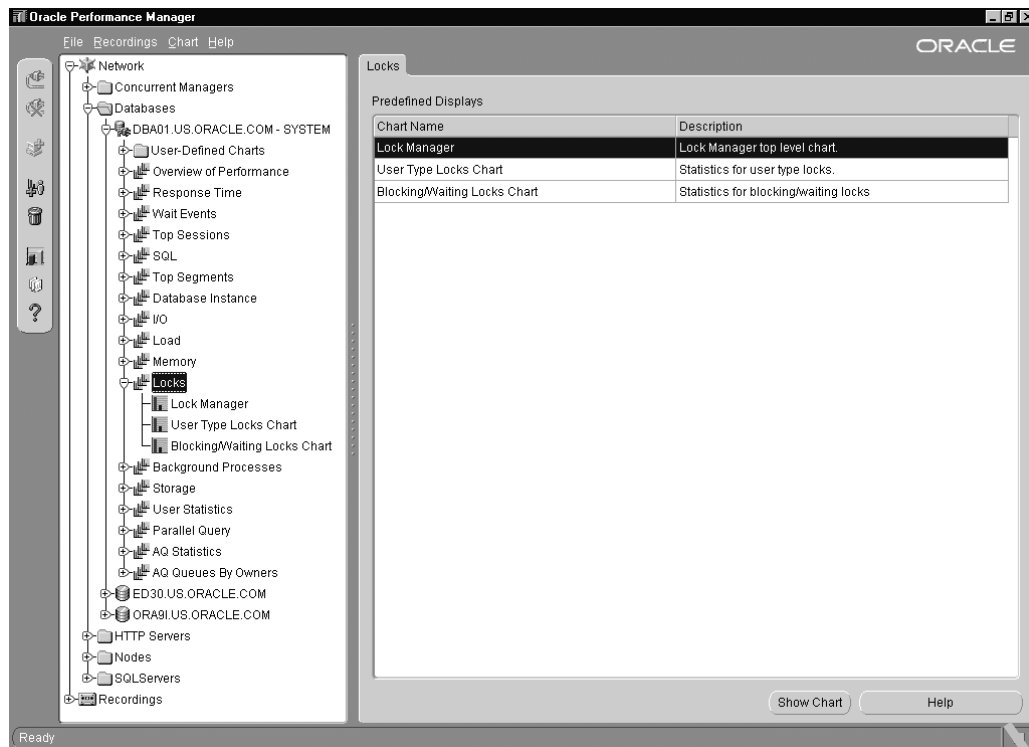 Oracle Performance Manager
File Recordings Chart Help
ORACLE
Network
Concurrent Managers
Databases
DBA01.US.ORACLE.COM - SYSTEM
User-Defined Charts
Overview of Performance
Response Time
Wait Events
Top Sessions
SQL
Top Segments
Database Instance
I/O
Load
Memory
Locks
Lock Manager
User Type Locks Chart
Blocking/Waiting Locks Chart
Background Processes
Storage
User Statistics
Parallel Query
AQ Statistics
AQ Queues By Owners
ED30.US.ORACLE.COM
ORA9I.US.ORACLE.COM
HTTP Servers
Nodes
SQLServers
Recordings
Locks
Predefined Displays
Chart Name Description
Lock Manager Lock Manager top level chart.
User Type Locks Chart Statistics for user type locks.
Blocking/Waiting Locks Chart Statistics for blocking/waiting locks
Show Chart Help
Ready